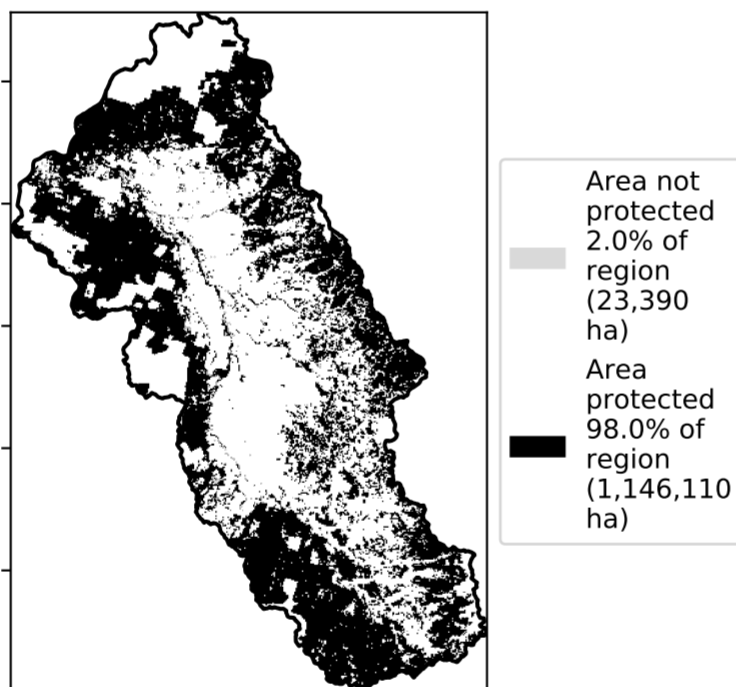 Area not
protected
2.0% of
region
(23,390
ha)
Area
protected
98.0% of
region
(1,146,110
ha)